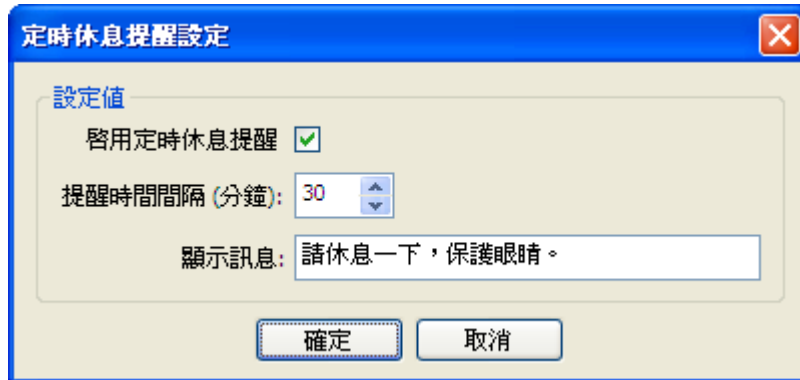 定時休息提醒設定
設定值
啓用定時休息提醒
提醒時間間隔 (分鐘): 30
顯示訊息: 請休息一下，保護眼睛。
確定 取消